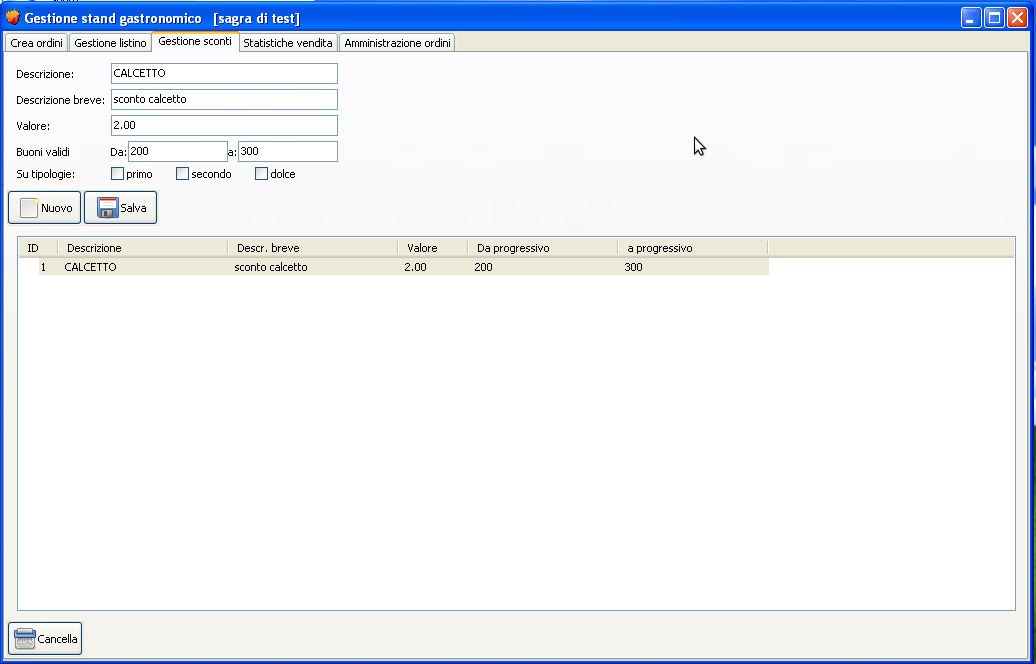 Gestione stand gastronomico [sagra di test]
Crea ordini Gestione listino Gestione sconti Statistiche vendita Amministrazione ordini
Descrizione: CALCETTO
Descrizione breve: sconto calcetto
Valore: 2.00
Buoni validi Da: 200 a: 300
Su tipologie: primo secondo dolce
Nuovo Salva
ID Descrizione Descr. breve Valore Da progressivo a progressivo
1 CALCETTO sconto calcetto 2.00 200 300
Cancella